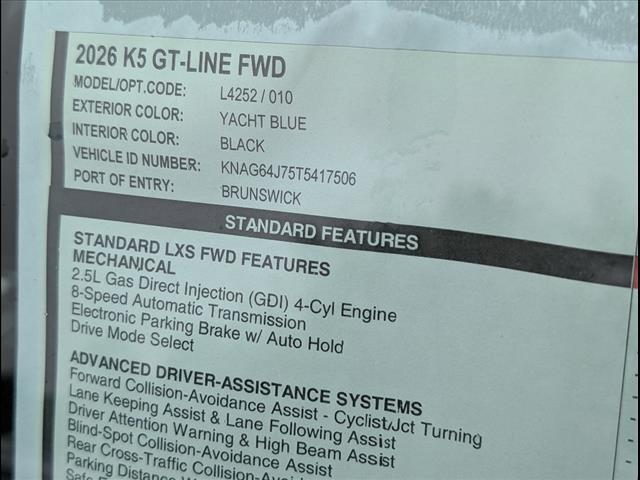 2026 K5 GT-LINE FWD
MODEL/OPT.CODE: L4252 / 010
EXTERIOR COLOR: YACHT BLUE
INTERIOR COLOR: BLACK
VEHICLE ID NUMBER: KNAG64J75T5417506
PORT OF ENTRY: BRUNSWICK
STANDARD FEATURES
STANDARD LXS FWD FEATURES
MECHANICAL
2.5L Gas Direct Injection (GDI) 4-Cyl Engine
8-Speed Automatic Transmission
Electronic Parking Brake w/ Auto Hold
Drive Mode Select
ADVANCED DRIVER-ASSISTANCE SYSTEMS
Forward Collision-Avoidance Assist - Cyclist/Jct Turning
Lane Keeping Assist & Lane Following Assist
Driver Attention Warning & High Beam Assist
Blind-Spot Collision-Avoidance Assist
Rear Cross-Traffic Collision-Avoidance
Parking Distance